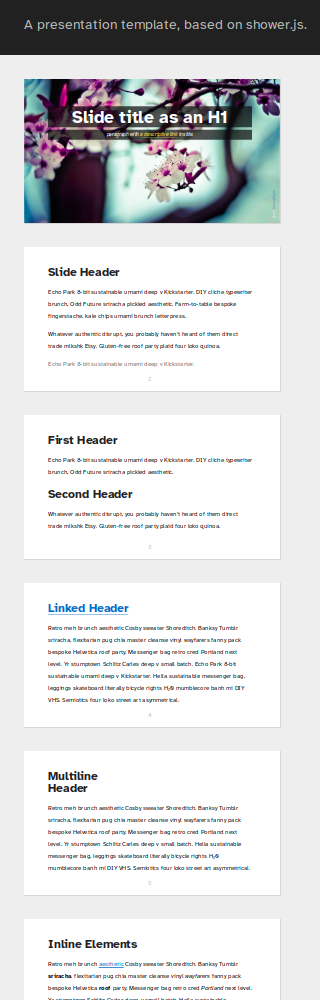 A presentation template, based on shower.js.
Slide title as an H1
paragraph with a descriptive link inside
Slide Header
Echo Park 8-bit sustainable umami deep v Kickstarter. DIY cliche typewriter
brunch. Odd Future sriracha pickled aesthetic. Farm-to-table bespoke
fingerstache, kale chips umami brunch letterpress.
Whatever authentic disrupt, you probably haven't heard of them direct
trade mlkshk Etsy. Gluten-free roof party plaid four loko quinoa.
Echo Park 8-bit sustainable umami deep v Kickstarter.
2
First Header
Echo Park 8-bit sustainable umami deep v Kickstarter. DIY cliche typewriter
brunch. Odd Future sriracha pickled aesthetic.
Second Header
Whatever authentic disrupt, you probably haven't heard of them direct
trade mlkshk Etsy. Gluten-free roof party plaid four loko quinoa.
3
Linked Header
Retro meh brunch aesthetic Cosby sweater Shoreditch. Banksy Tumblr
sriracha, flexitarian pug chia master cleanse vinyl wayfarers fanny pack
bespoke Helvetica roof party. Messenger bag retro cred Portland next
level. Yr stumptown Schlitz Carles deep v small batch. Echo Park 8-bit
sustainable umami deep v Kickstarter. Hella sustainable messenger bag,
leggings skateboard literally bicycle rights H₂0 mumblecore banh mi DIY
VHS. Semiotics four loko street art asymmetrical.
4
Multiline
Header
Retro meh brunch aesthetic Cosby sweater Shoreditch. Banksy Tumblr
sriracha, flexitarian pug chia master cleanse vinyl wayfarers fanny pack
bespoke Helvetica roof party. Messenger bag retro cred Portland next
level. Yr stumptown Schlitz Carles deep v small batch. Hella sustainable
messenger bag, leggings skateboard literally bicycle rights H₂0
mumblecore banh mi DIY VHS. Semiotics four loko street art asymmetrical.
5
Inline Elements
Retro meh brunch aesthetic Cosby sweater Shoreditch. Banksy Tumblr
sriracha, flexitarian pug chia master cleanse vinyl wayfarers fanny pack
bespoke Helvetica roof party. Messenger bag retro cred Portland next level.